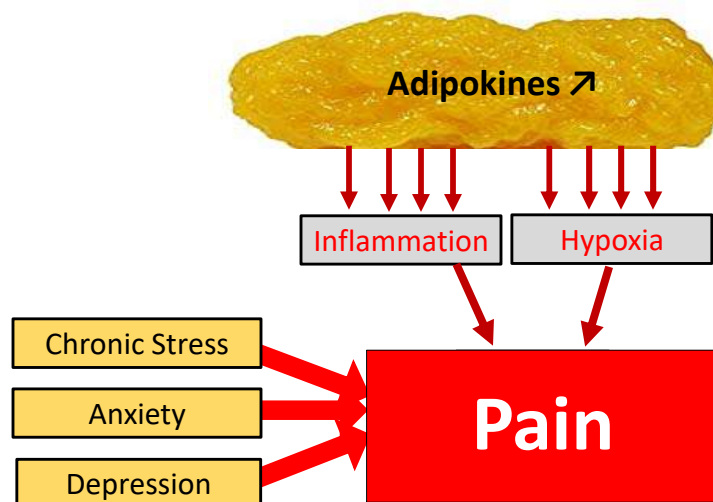 Adipokines ↗
Inflammation
Hypoxia
Chronic Stress
Anxiety
Depression
Pain